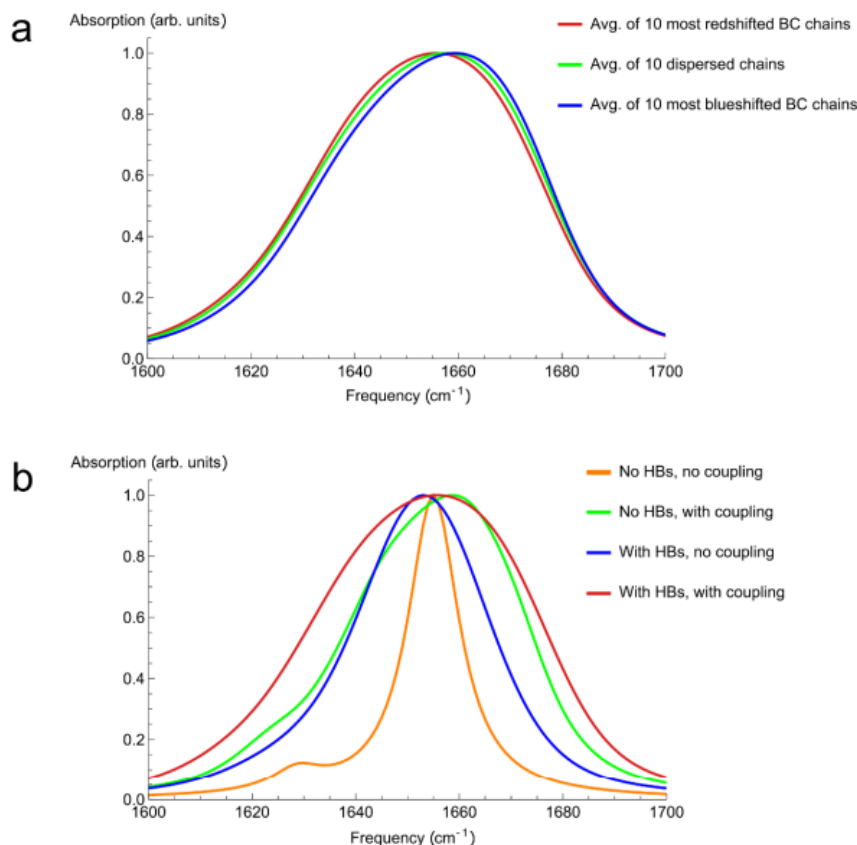 a
Absorption (arb. units)
Avg. of 10 most redshifted BC chains
Avg. of 10 dispersed chains
Avg. of 10 most blueshifted BC chains
1.0
0.8
0.6
0.4
0.2
0.0
1600 1620 1640 1660 1680 1700
Frequency (cm⁻¹)
b
Absorption (arb. units)
No HBs, no coupling
No HBs, with coupling
With HBs, no coupling
With HBs, with coupling
1.0
0.8
0.6
0.4
0.2
0.0
1600 1620 1640 1660 1680 1700
Frequency (cm⁻¹)